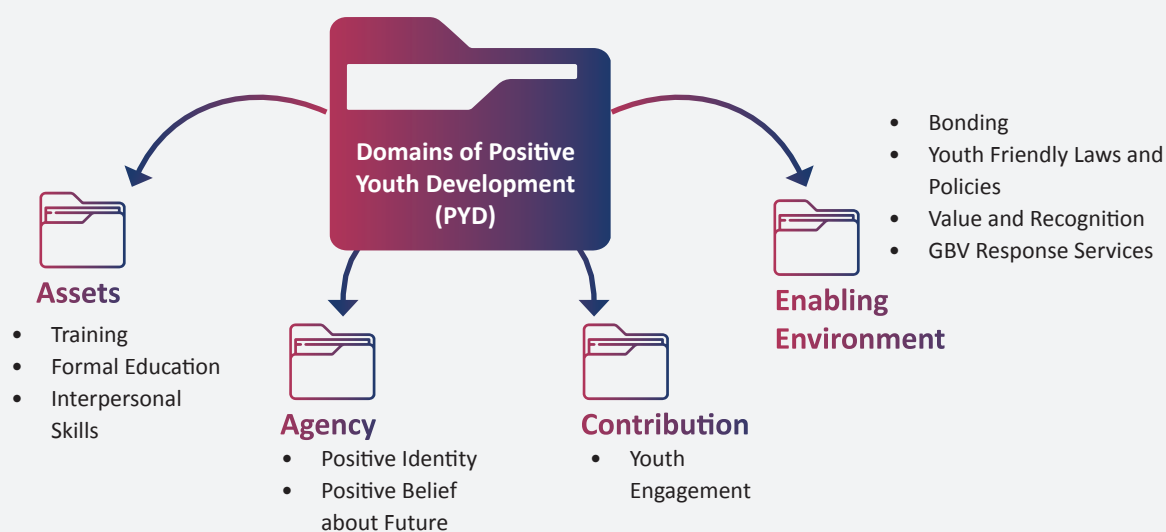 Domains of Positive
Youth Development
(PYD)
Assets
• Training
• Formal Education
• Interpersonal
Skills
Agency
• Positive Identity
• Positive Belief
about Future
Contribution
• Youth
Engagement
Enabling
Environment
• Bonding
• Youth Friendly Laws and
Policies
• Value and Recognition
• GBV Response Services